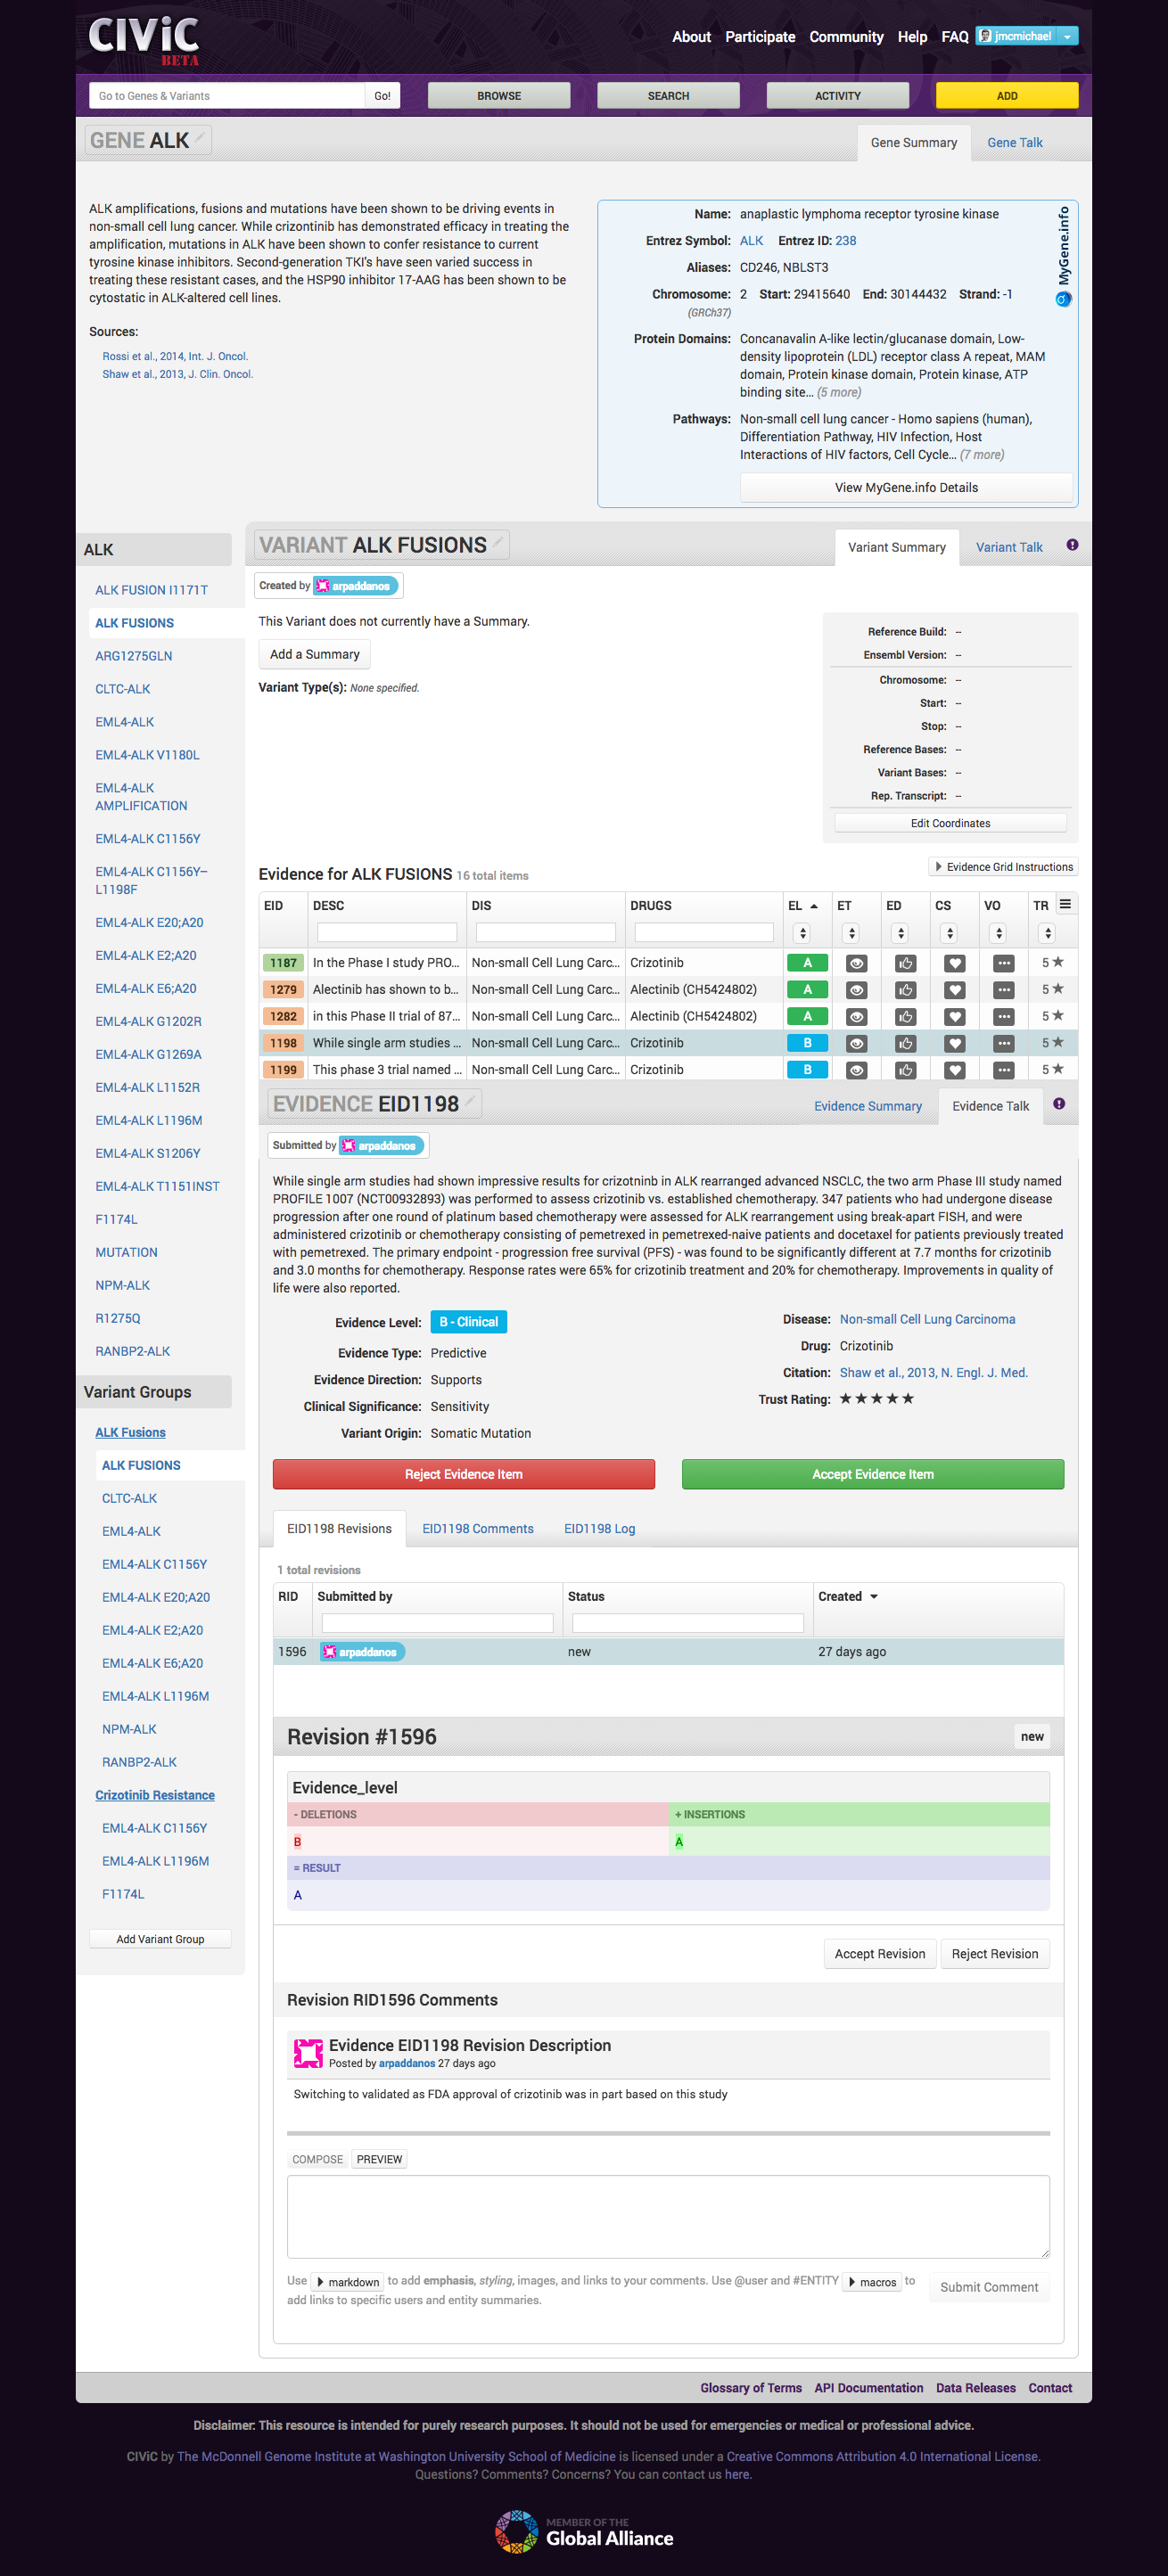 CIViC
BETA
About Participate Community Help FAQ jmcmichael
Go to Genes & Variants Go! BROWSE SEARCH ACTIVITY ADD
GENE ALK
Gene Summary Gene Talk
ALK amplifications, fusions and mutations have been shown to be driving events in
non-small cell lung cancer. While crizontinib has demonstrated efficacy in treating the
amplification, mutations in ALK have been shown to confer resistance to current
tyrosine kinase inhibitors. Second-generation TKI's have seen varied success in
treating these resistant cases, and the HSP90 inhibitor 17-AAG has been shown to be
cytostatic in ALK-altered cell lines.
Sources:
Rossi et al., 2014, Int. J. Oncol.
Shaw et al., 2013, J. Clin. Oncol.
Name: anaplastic lymphoma receptor tyrosine kinase
Entrez Symbol: ALK Entrez ID: 238
Aliases: CD246, NBLST3
Chromosome: 2 Start: 29415640 End: 30144432 Strand: -1
(GRCh37)
Protein Domains: Concanavalin A-like lectin/glucanase domain, Low-
density lipoprotein (LDL) receptor class A repeat, MAM
domain, Protein kinase domain, Protein kinase, ATP
binding site... (5 more)
Pathways: Non-small cell lung cancer - Homo sapiens (human),
Differentiation Pathway, HIV Infection, Host
Interactions of HIV factors, Cell Cycle... (7 more)
View MyGene.info Details
MyGene.info
ALK
ALK FUSION I1171T
ALK FUSIONS
ARG1275GLN
CLTC-ALK
EML4-ALK
EML4-ALK V1180L
EML4-ALK
AMPLIFICATION
EML4-ALK C1156Y
EML4-ALK C1156Y–
L1198F
EML4-ALK E20;A20
EML4-ALK E2;A20
EML4-ALK E6;A20
EML4-ALK G1202R
EML4-ALK G1269A
EML4-ALK L1152R
EML4-ALK L1196M
EML4-ALK S1206Y
EML4-ALK T1151INST
F1174L
MUTATION
NPM-ALK
R1275Q
RANBP2-ALK
Variant Groups
ALK Fusions
ALK FUSIONS
CLTC-ALK
EML4-ALK
EML4-ALK C1156Y
EML4-ALK E20;A20
EML4-ALK E2;A20
EML4-ALK E6;A20
EML4-ALK L1196M
NPM-ALK
RANBP2-ALK
Crizotinib Resistance
EML4-ALK C1156Y
EML4-ALK L1196M
F1174L
Add Variant Group
VARIANT ALK FUSIONS
Variant Summary Variant Talk
Created by arpaddanos
This Variant does not currently have a Summary.
Add a Summary
Variant Type(s): None specified.
Reference Build: --
Ensembl Version: --
Chromosome: --
Start: --
Stop: --
Reference Bases: --
Variant Bases: --
Rep. Transcript: --
Edit Coordinates
Evidence for ALK FUSIONS 16 total items
Evidence Grid Instructions
EID DESC DIS DRUGS EL ET ED CS VO TR
1187 In the Phase I study PRO... Non-small Cell Lung Carc... Crizotinib A 5
1279 Alectinib has shown to b... Non-small Cell Lung Carc... Alectinib (CH5424802) A 5
1282 in this Phase II trial of 87... Non-small Cell Lung Carc... Alectinib (CH5424802) A 5
1198 While single arm studies ... Non-small Cell Lung Carc... Crizotinib B 5
1199 This phase 3 trial named ... Non-small Cell Lung Carc... Crizotinib B 5
EVIDENCE EID1198
Evidence Summary Evidence Talk
Submitted by arpaddanos
While single arm studies had shown impressive results for crizotninb in ALK rearranged advanced NSCLC, the two arm Phase III study named
PROFILE 1007 (NCT00932893) was performed to assess crizotinib vs. established chemotherapy. 347 patients who had undergone disease
progression after one round of platinum based chemotherapy were assessed for ALK rearrangement using break-apart FISH, and were
administered crizotinib or chemotherapy consisting of pemetrexed in pemetrexed-naive patients and docetaxel for patients previously treated
with pemetrexed. The primary endpoint - progression free survival (PFS) - was found to be significantly different at 7.7 months for crizotinib
and 3.0 months for chemotherapy. Response rates were 65% for crizotinib treatment and 20% for chemotherapy. Improvements in quality of
life were also reported.
Evidence Level: B - Clinical
Evidence Type: Predictive
Evidence Direction: Supports
Clinical Significance: Sensitivity
Variant Origin: Somatic Mutation
Disease: Non-small Cell Lung Carcinoma
Drug: Crizotinib
Citation: Shaw et al., 2013, N. Engl. J. Med.
Trust Rating: ★★★★★
Reject Evidence Item Accept Evidence Item
EID1198 Revisions EID1198 Comments EID1198 Log
1 total revisions
RID Submitted by Status Created
1596 arpaddanos new 27 days ago
Revision #1596 new
Evidence_level
- DELETIONS + INSERTIONS
B A
= RESULT
A
Accept Revision Reject Revision
Revision RID1596 Comments
Evidence EID1198 Revision Description
Posted by arpaddanos 27 days ago
Switching to validated as FDA approval of crizotinib was in part based on this study
COMPOSE PREVIEW
Use markdown to add emphasis, styling, images, and links to your comments. Use @user and #ENTITY macros to
add links to specific users and entity summaries.
Submit Comment
Glossary of Terms API Documentation Data Releases Contact
Disclaimer: This resource is intended for purely research purposes. It should not be used for emergencies or medical or professional advice.
CIViC by The McDonnell Genome Institute at Washington University School of Medicine is licensed under a Creative Commons Attribution 4.0 International License.
Questions? Comments? Concerns? You can contact us here.
MEMBER OF THE
Global Alliance